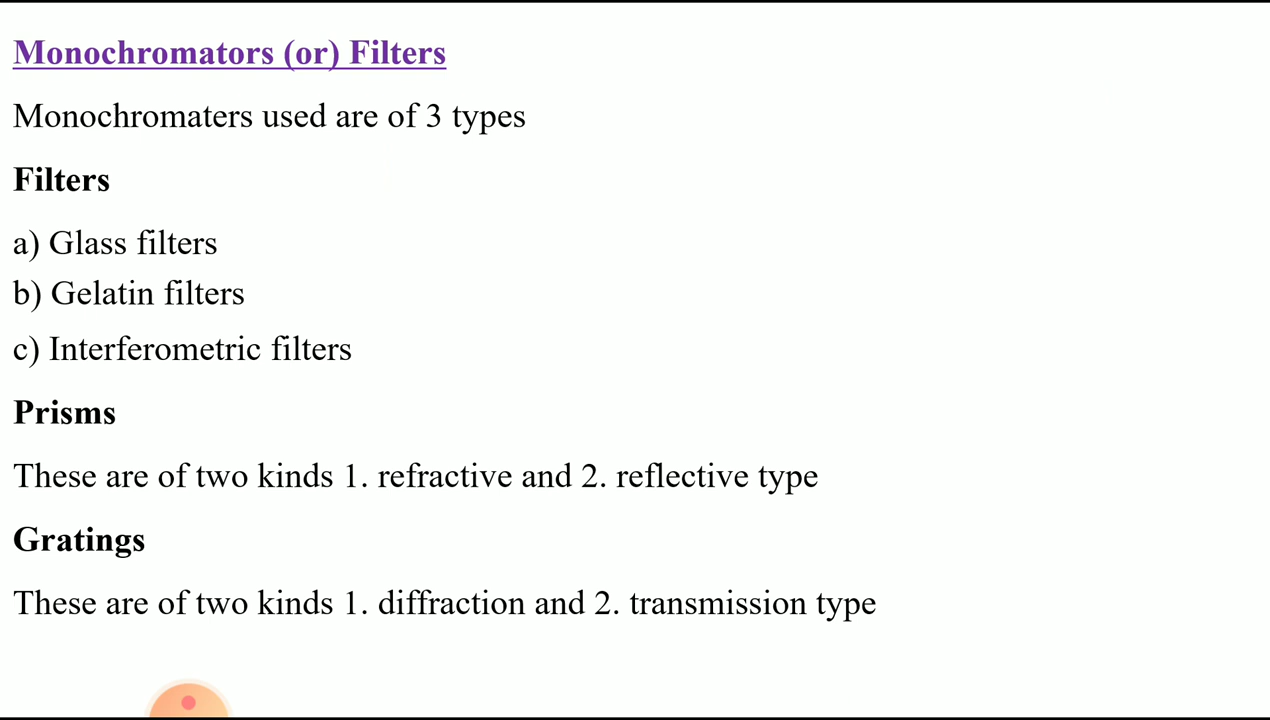 Monochromators (or) Filters
Monochromaters used are of 3 types
Filters
a) Glass filters
b) Gelatin filters
c) Interferometric filters
Prisms
These are of two kinds 1. refractive and 2. reflective type
Gratings
These are of two kinds 1. diffraction and 2. transmission type